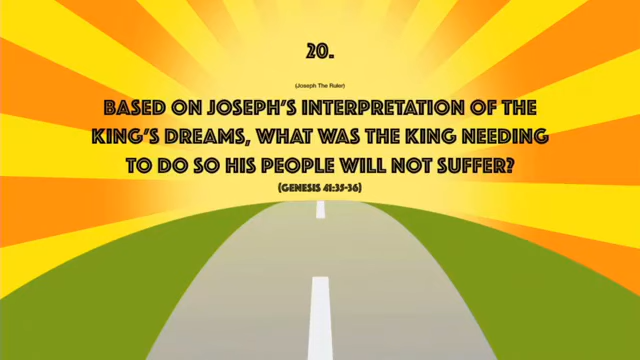 20.
(Joseph The Ruler)
BASED ON JOSEPH'S INTERPRETATION OF THE
KING'S DREAMS, WHAT WAS THE KING NEEDING
TO DO SO HIS PEOPLE WILL NOT SUFFER?
(GENESIS 41:35-36)